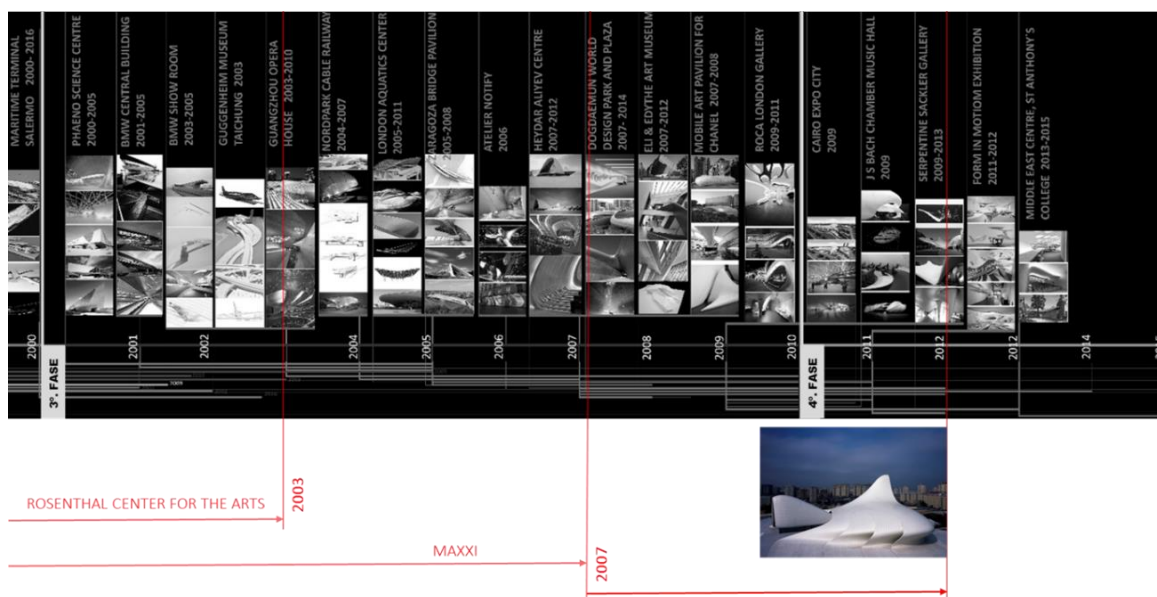 MARITIME TERMINAL
SALERMO 2000- 2016
PHAENO SCIENCE CENTRE
2000-2005
BMW CENTRAL BUILDING
2001-2005
BMW SHOW ROOM
2003-2005
GUGGENHEIM MUSEUM
TAICHUNG 2003
GUANGZHOU OPERA
HOUSE 2003-2010
NORDPARK CABLE RAILWAY
2004-2007
LONDON AQUATICS CENTER
2005-2011
ZARAGOZA BRIDGE PAVILION
2005-2008
ATELIER NOTIFY
2006
HEYDAR ALIYEV CENTRE
2007-2012
DOGDAEMUN WORLD
DESIGN PARK AND PLAZA
2007- 2014
ELI & EDYTHE ART MUSEUM
2007-2012
MOBILE ART PAVILION FOR
CHANEL 2007-2008
ROCA LONDON GALLERY
2009-2011
CAIRO EXPO CITY
2009
J S BACH CHAMBER MUSIC HALL
2009
SERPENTINE SACKLER GALLERY
2009-2013
FORM IN MOTIOM EXHIBITION
2011-2012
MIDDLE EAST CENTRE, ST ANTHONY'S
COLLEGE 2013-2015
2000
3º. FASE
2001
2002
2004
2005
2006
2007
2008
2009
2010
4º. FASE
2011
2012
2012
2014
ROSENTHAL CENTER FOR THE ARTS
2003
MAXXI
2007